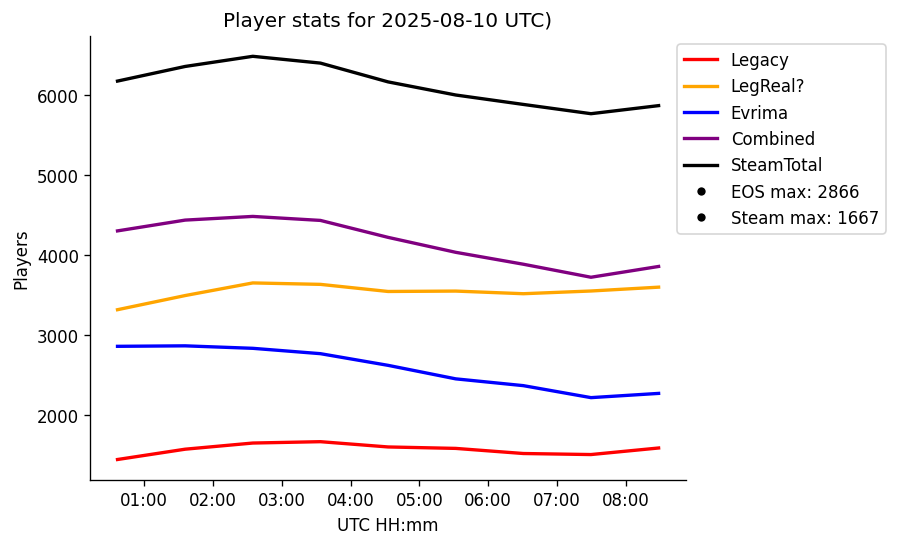 Player stats for 2025-08-10 UTC)
Legacy
LegReal?
Evrima
Combined
SteamTotal
EOS max: 2866
Steam max: 1667
Players
6000
5000
4000
3000
2000
01:00 02:00 03:00 04:00 05:00 06:00 07:00 08:00
UTC HH:mm